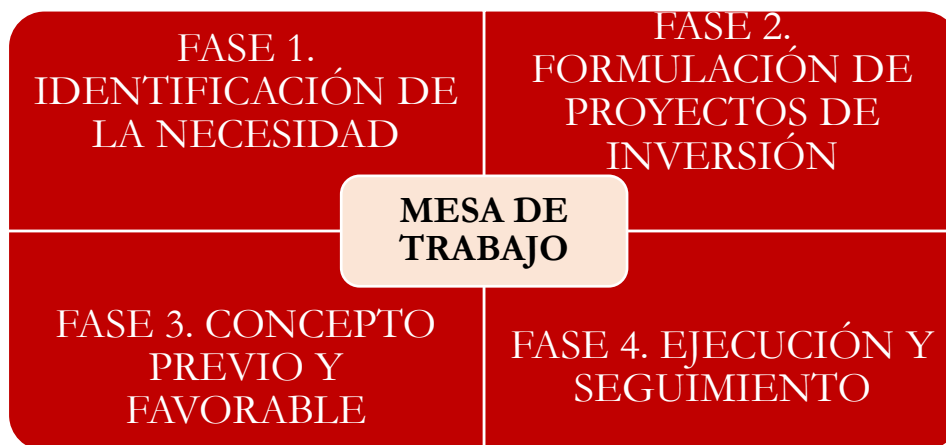 FASE 1.
IDENTIFICACIÓN DE
LA NECESIDAD
FASE 2.
FORMULACIÓN DE
PROYECTOS DE
INVERSIÓN
MESA DE
TRABAJO
FASE 3. CONCEPTO
PREVIO Y
FAVORABLE
FASE 4. EJECUCIÓN Y
SEGUIMIENTO